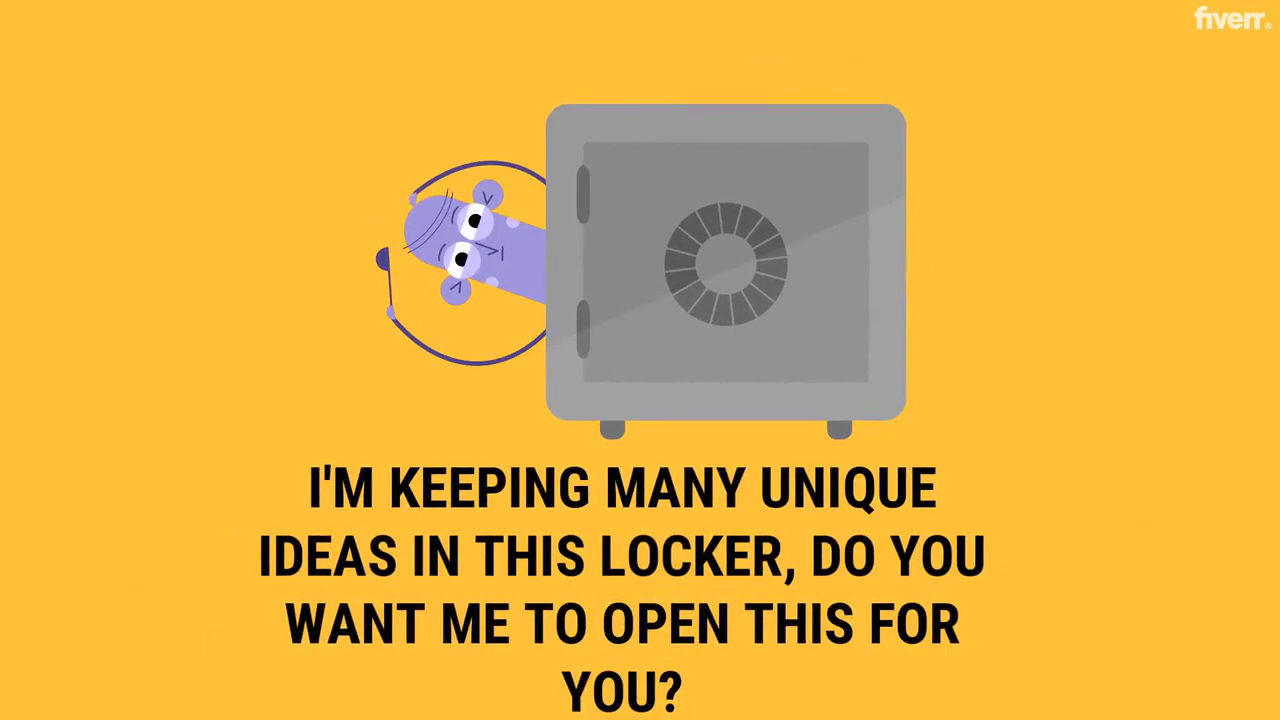 fiverr®
I'M KEEPING MANY UNIQUE
IDEAS IN THIS LOCKER, DO YOU
WANT ME TO OPEN THIS FOR
YOU?